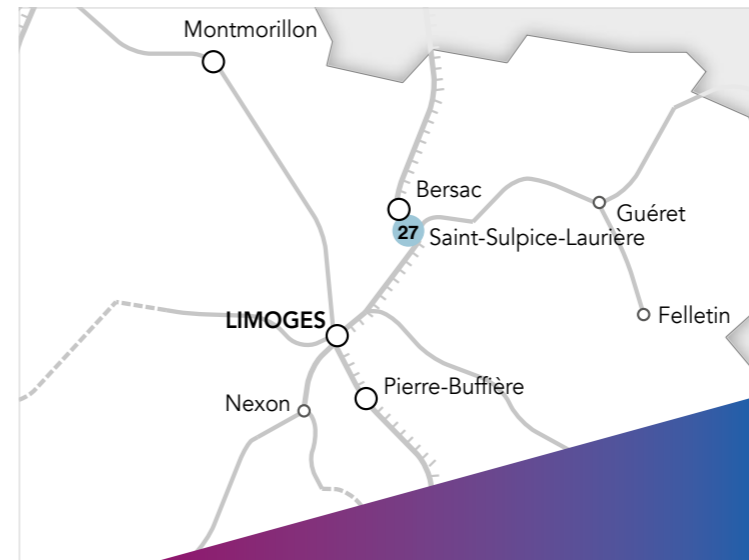 Montmorillon
Bersac
Guéret
27 Saint-Sulpice-Laurière
Felletin
LIMOGES
Pierre-Buffière
Nexon